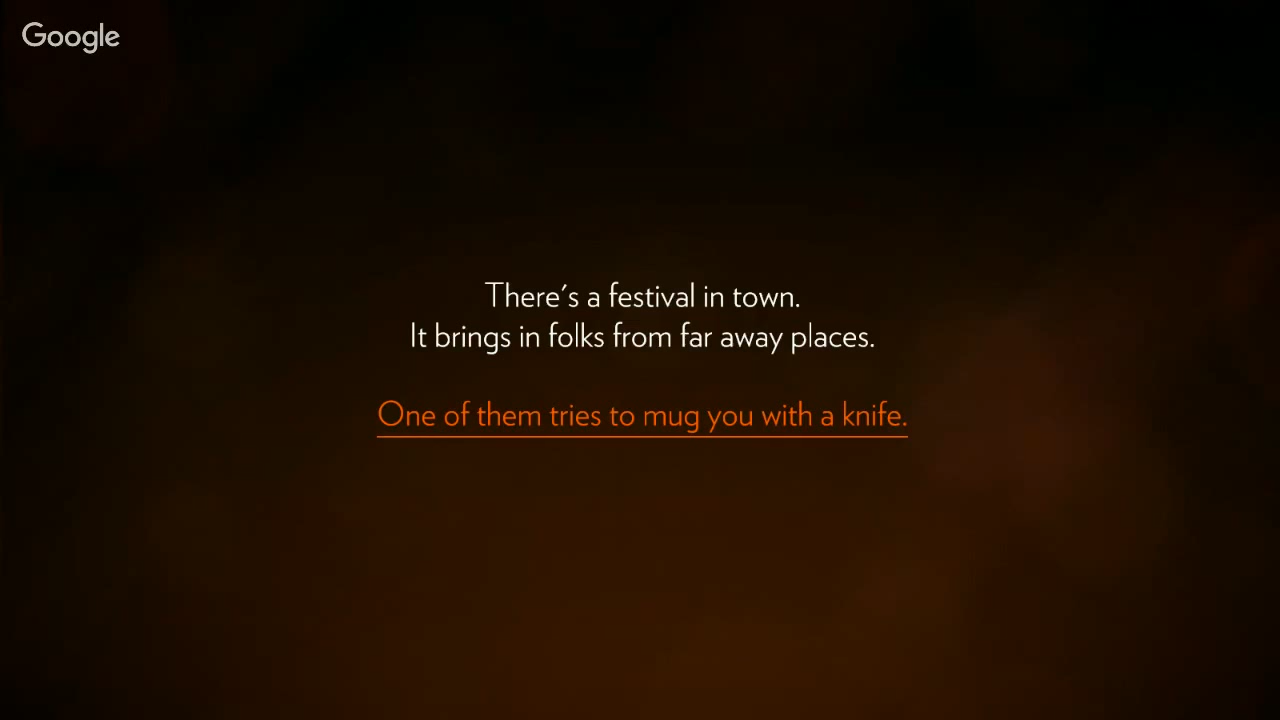 Google
There's a festival in town.
It brings in folks from far away places.
One of them tries to mug you with a knife.